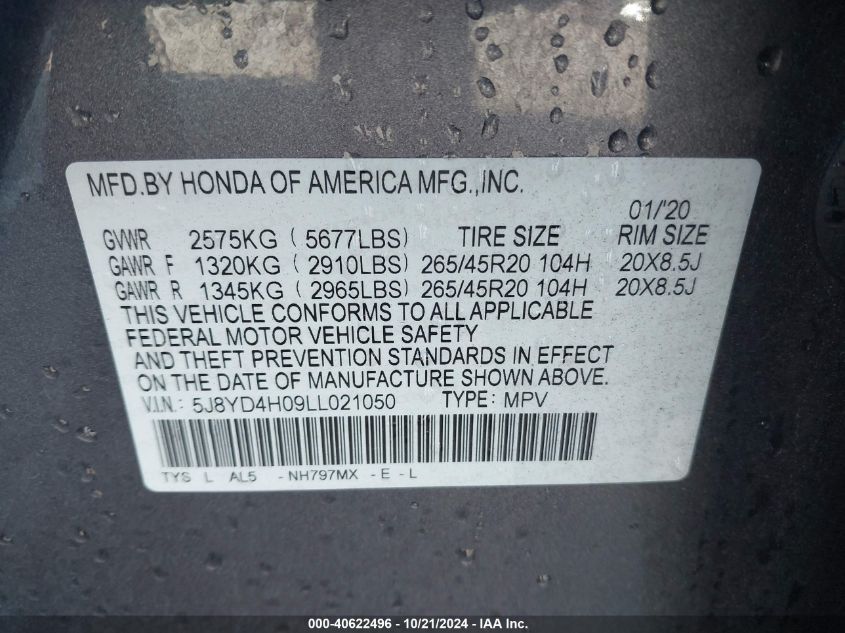 MFD.BY HONDA OF AMERICA MFG.,INC.
01/'20
GVWR 2575KG ( 5677LBS) TIRE SIZE RIM SIZE
GAWR F 1320KG ( 2910LBS) 265/45R20 104H 20X8.5J
GAWR R 1345KG ( 2965LBS) 265/45R20 104H 20X8.5J
THIS VEHICLE CONFORMS TO ALL APPLICABLE
FEDERAL MOTOR VEHICLE SAFETY
AND THEFT PREVENTION STANDARDS IN EFFECT
ON THE DATE OF MANUFACTURE SHOWN ABOVE.
V.I.N.: 5J8YD4H09LL021050 TYPE: MPV
TYS L AL5 -NH797MX -E -L
000-40622496 - 10/21/2024 - IAA Inc.